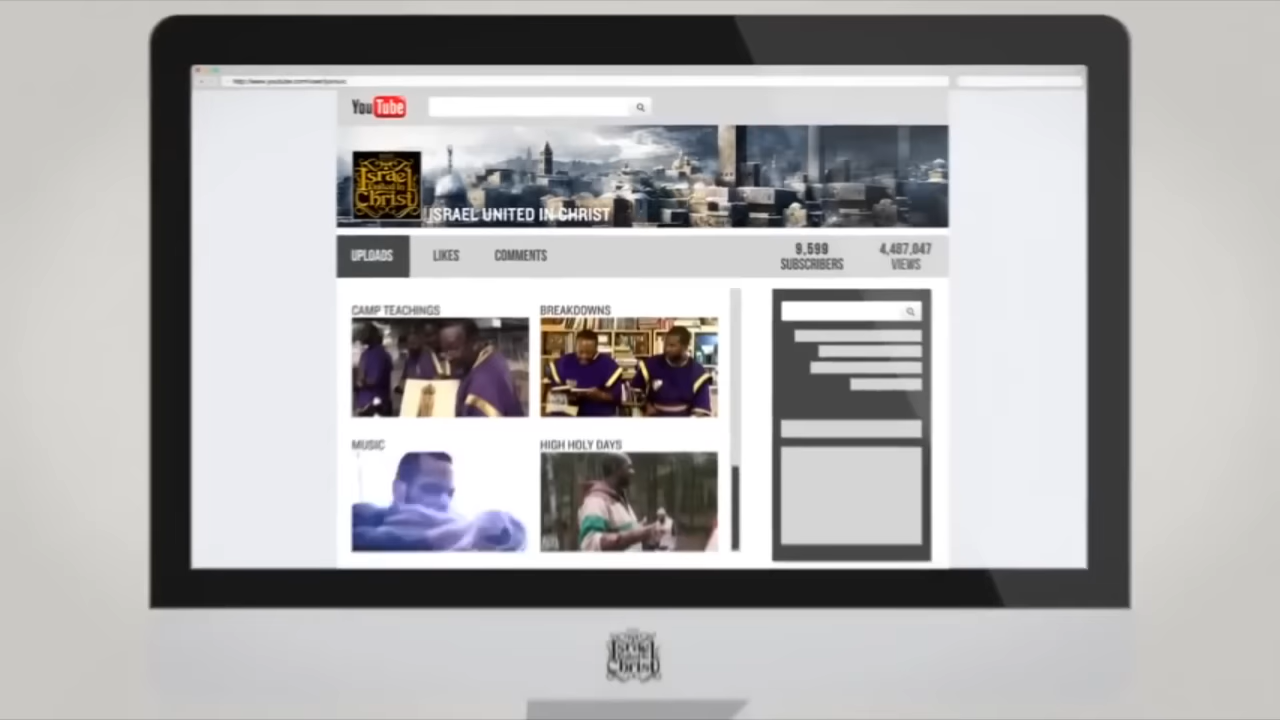 YouTube
Israel
United In
Christ
ISRAEL UNITED IN CHRIST
UPLOADS
LIKES
COMMENTS
9,599
SUBSCRIBERS
4,487,047
VIEWS
CAMP TEACHINGS
BREAKDOWNS
MUSIC
HIGH HOLY DAYS
Israel
United In
Christ